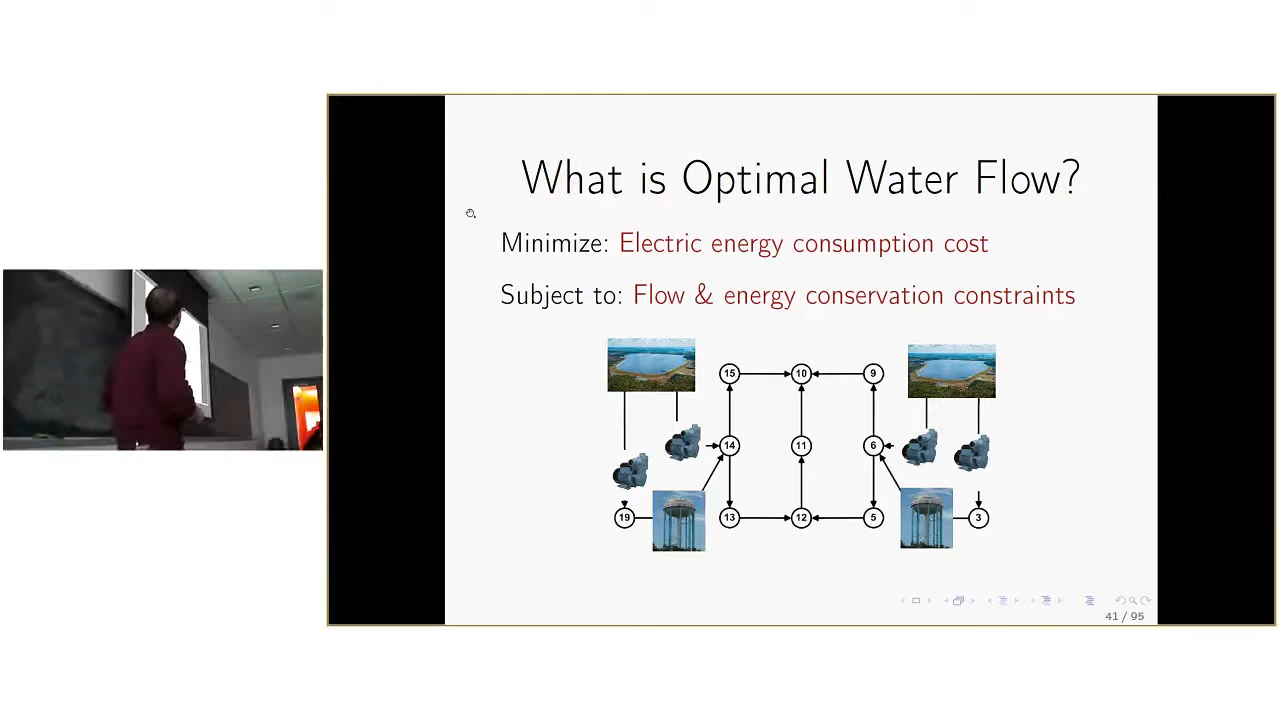 What is Optimal Water Flow?
Minimize: Electric energy consumption cost
Subject to: Flow & energy conservation constraints
15 10 9
14 11 6
19 13 12 5 3
41 / 95